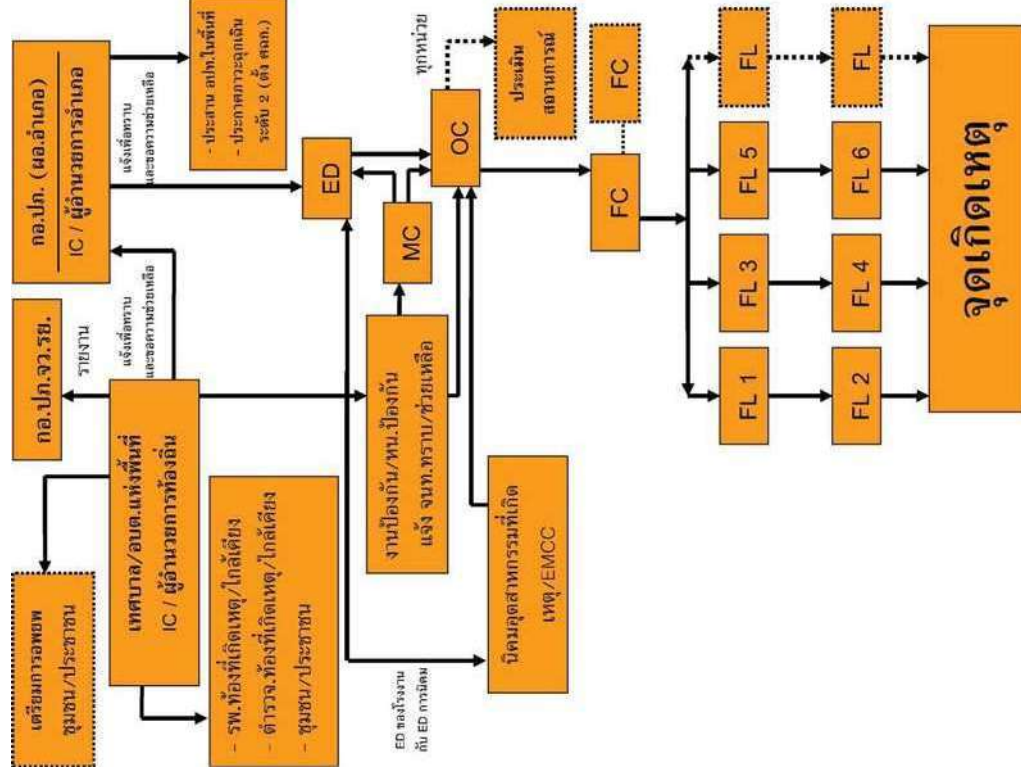 เตรียมการอพยพ
ชุมชน/ประชาชน
กอ.ปภ.จว.รย.
รายงาน
กอ.ปภ. (ผอ.อำเภอ)
IC / ผู้อำนวยการอำเภอ
เทศบาล/อบต.แห่งพื้นที่
IC / ผู้อำนวยการท้องถิ่น
แจ้งเพื่อทราบ
และขอความช่วยเหลือ
แจ้งเพื่อทราบ
และขอความช่วยเหลือ
- ประสาน อปท.ในพื้นที่
- ประกาศภาวะฉุกเฉิน
ระดับ 2 (ตั้ง ศฉก.)
- รพ.ท้องที่เกิดเหตุ/ใกล้เคียง
- ตำรวจ.ท้องที่เกิดเหตุ/ใกล้เคียง
- ชุมชน/ประชาชน
ED
งานป้องกัน/หน.ป้องกัน
แจ้ง จนท.ทราบ/ช่วยเหลือ
MC
OC
ทุกหน่วย
ED ของโรงงาน
กับ ED การนิคม
นิคมอุตสาหกรรมที่เกิด
เหตุ/EMCC
ประเมิน
สถานการณ์
FC
FC
FL 1
FL 3
FL 5
FL
FL 2
FL 4
FL 6
FL
จุดเกิดเหตุ